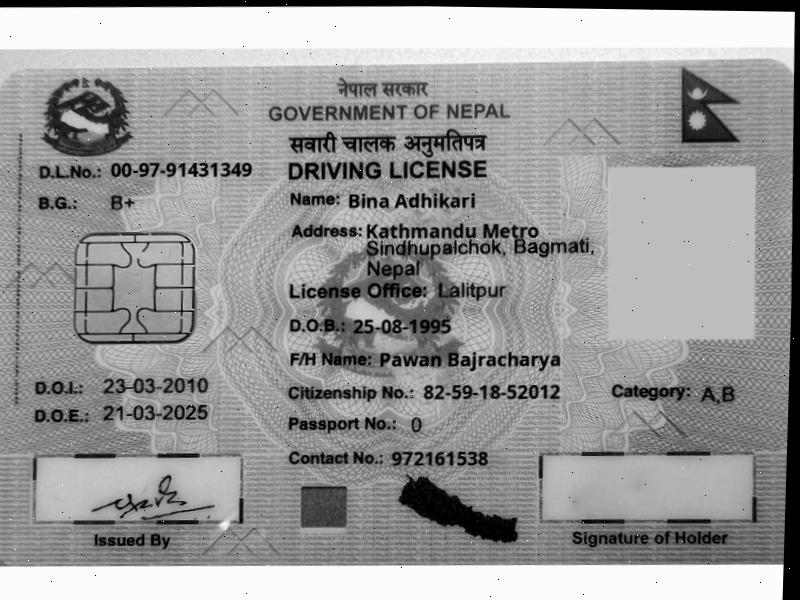 नेपाल सरकार
GOVERNMENT OF NEPAL
सवारी चालक अनुमतिपत्र
DRIVING LICENSE
D.L.No.: 00-97-91431349
B.G.: B+
Name: Bina Adhikari
Address: Kathmandu Metro
Sindhupalchok, Bagmati,
Nepal
License Office: Lalitpur
D.O.B.: 25-08-1995
F/H Name: Pawan Bajracharya
D.O.I.: 23-03-2010
Citizenship No.: 82-59-18-52012
Category: A,B
D.O.E.: 21-03-2025
Passport No.: 0
Contact No.: 972161538
Issued By
Signature of Holder